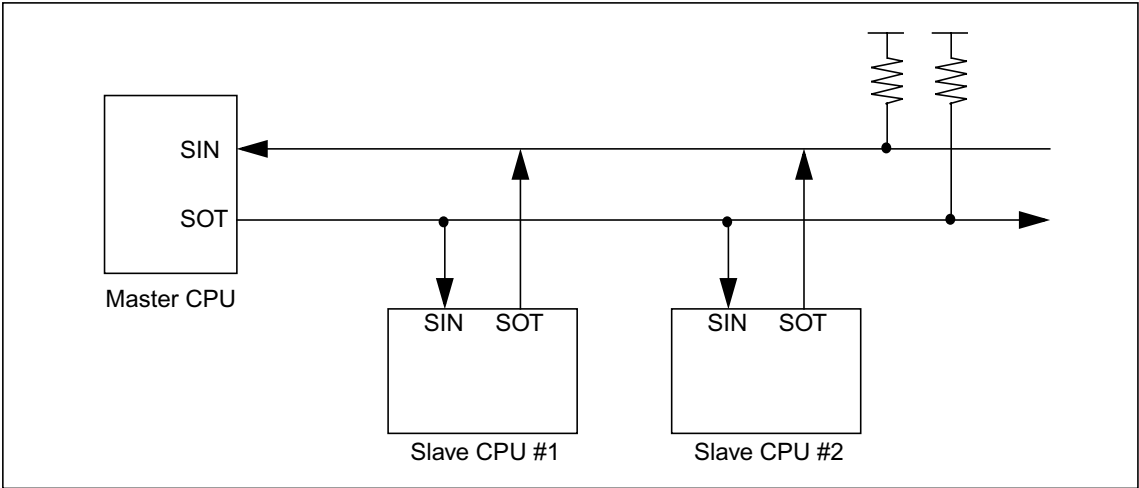 SIN
SOT
Master CPU
SIN SOT
Slave CPU #1
SIN SOT
Slave CPU #2